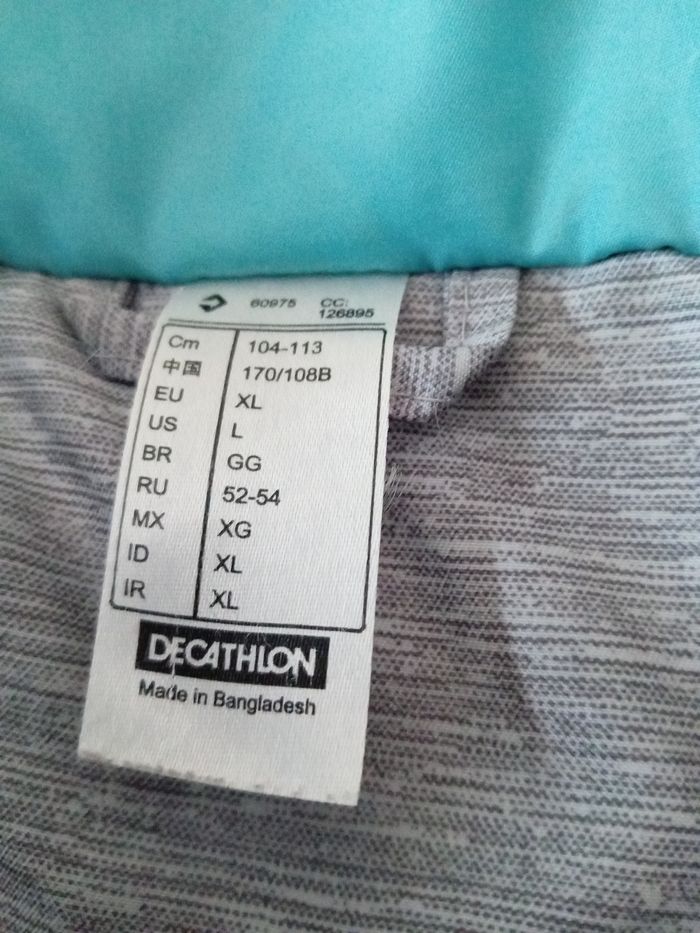 60975 CC: 126895
Cm 104-113
中国 170/108B
EU XL
US L
BR GG
RU 52-54
MX XG
ID XL
IR XL
DECATHLON
Made in Bangladesh